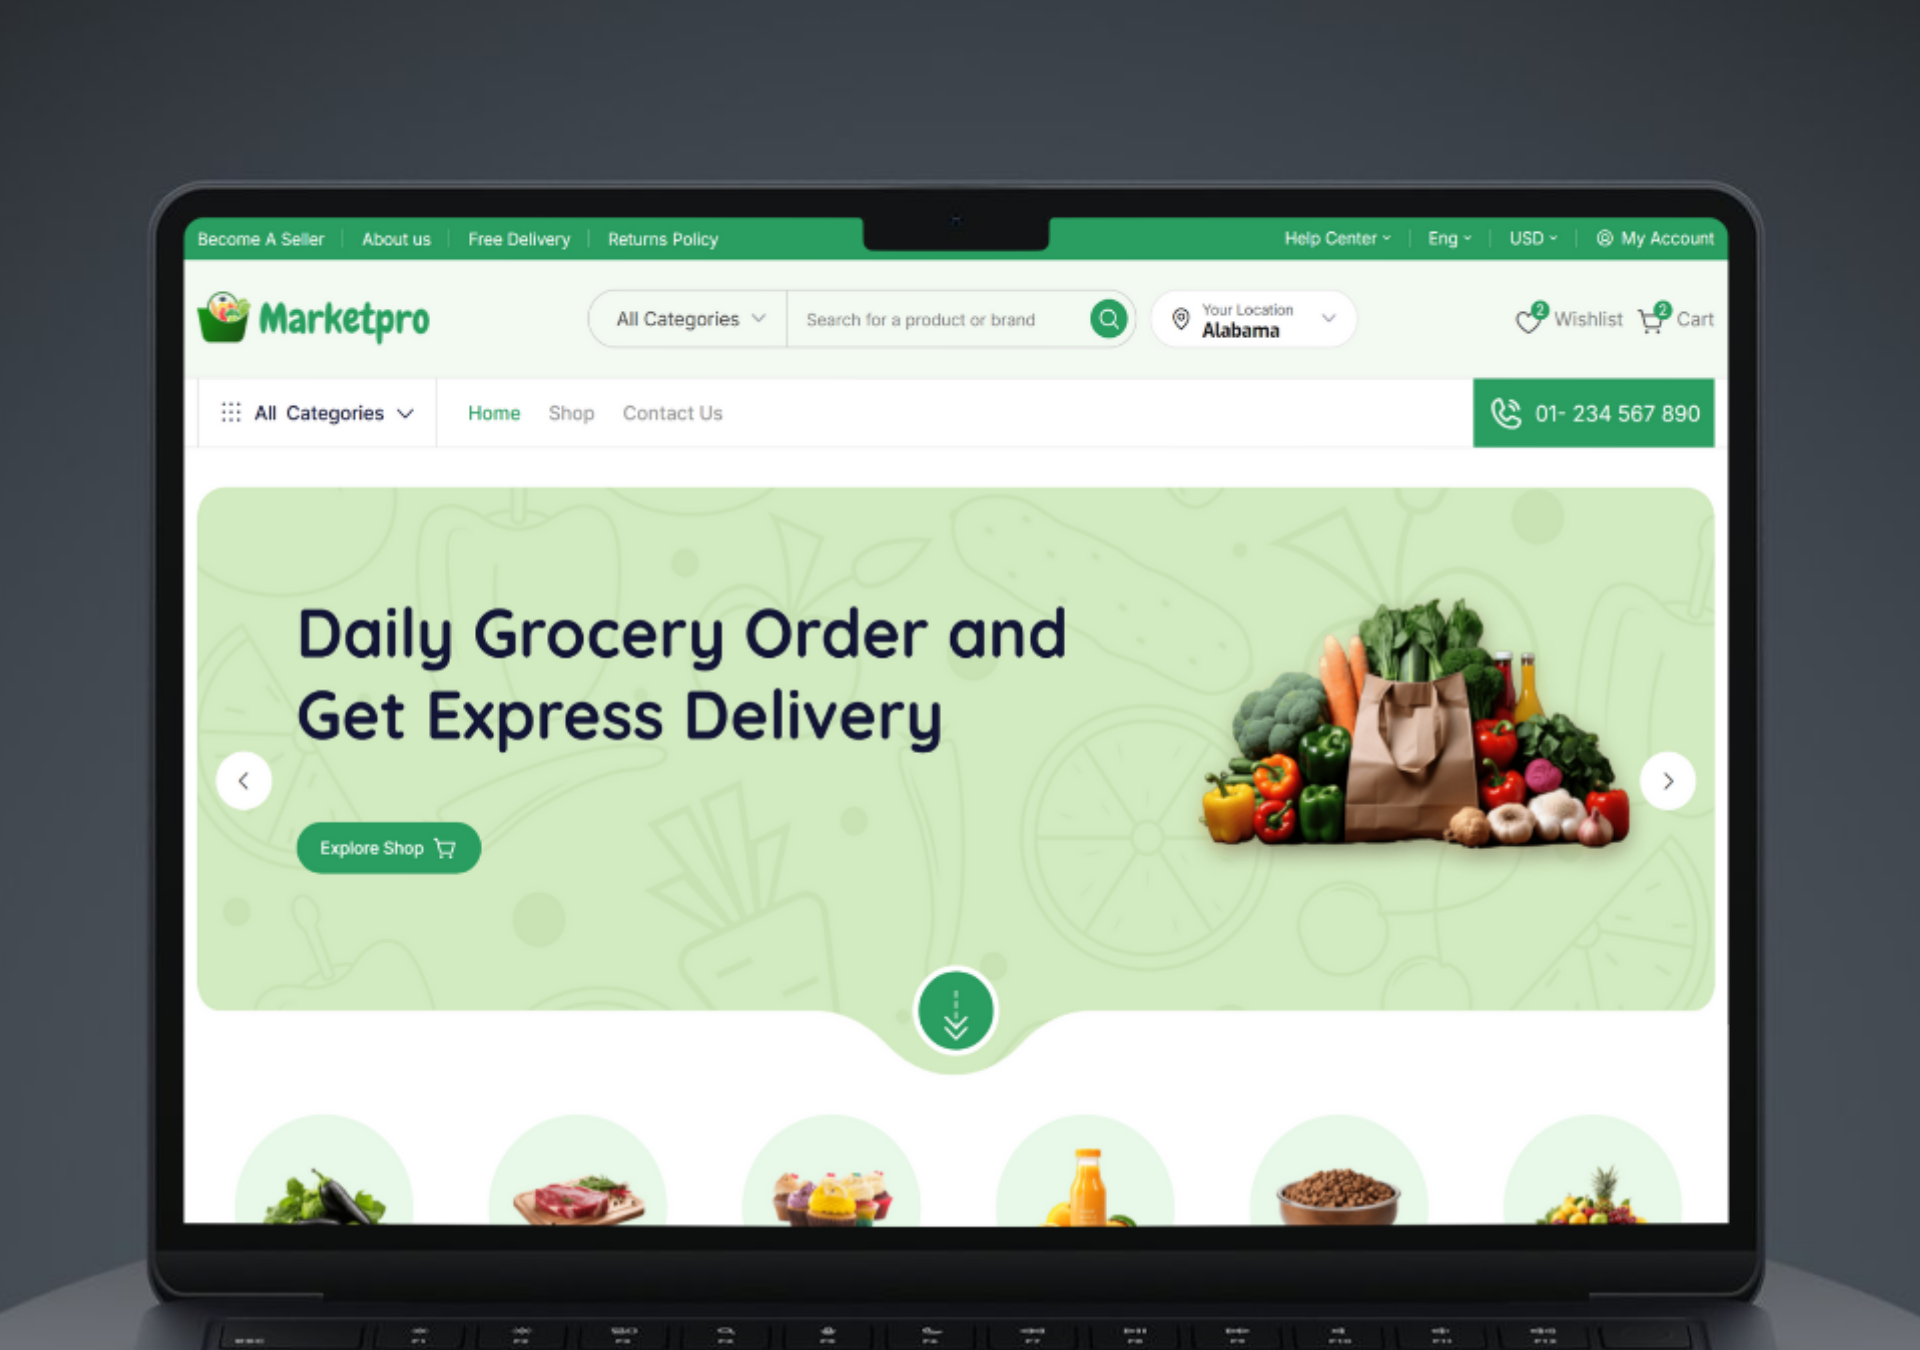 Become A Seller About us Free Delivery Returns Policy Help Center Eng USD My Account
Marketpro All Categories Search for a product or brand Your Location Alabama 2 Wishlist 2 Cart
All Categories Home Shop Contact Us 01- 234 567 890
Daily Grocery Order and
Get Express Delivery
Explore Shop